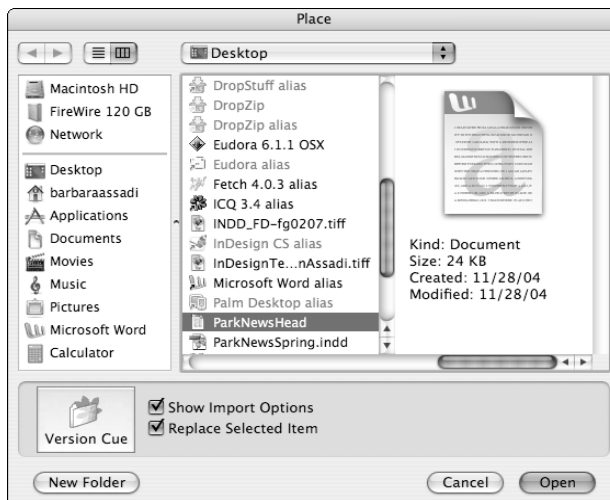 Place
Desktop
Macintosh HD
FireWire 120 GB
Network
Desktop
barbaraassadi
Applications
Documents
Movies
Music
Pictures
Microsoft Word
Calculator
DropStuff alias
DropZip
DropZip alias
Eudora 6.1.1 OSX
Eudora alias
Fetch 4.0.3 alias
ICQ 3.4 alias
INDD_FD-fg0207.tiff
InDesign CS alias
InDesignTe...nAssadi.tiff
Microsoft Word alias
Palm Desktop alias
ParkNewsHead
ParkNewsSpring.indd
Kind: Document
Size: 24 KB
Created: 11/28/04
Modified: 11/28/04
Version Cue
Show Import Options
Replace Selected Item
New Folder
Cancel
Open